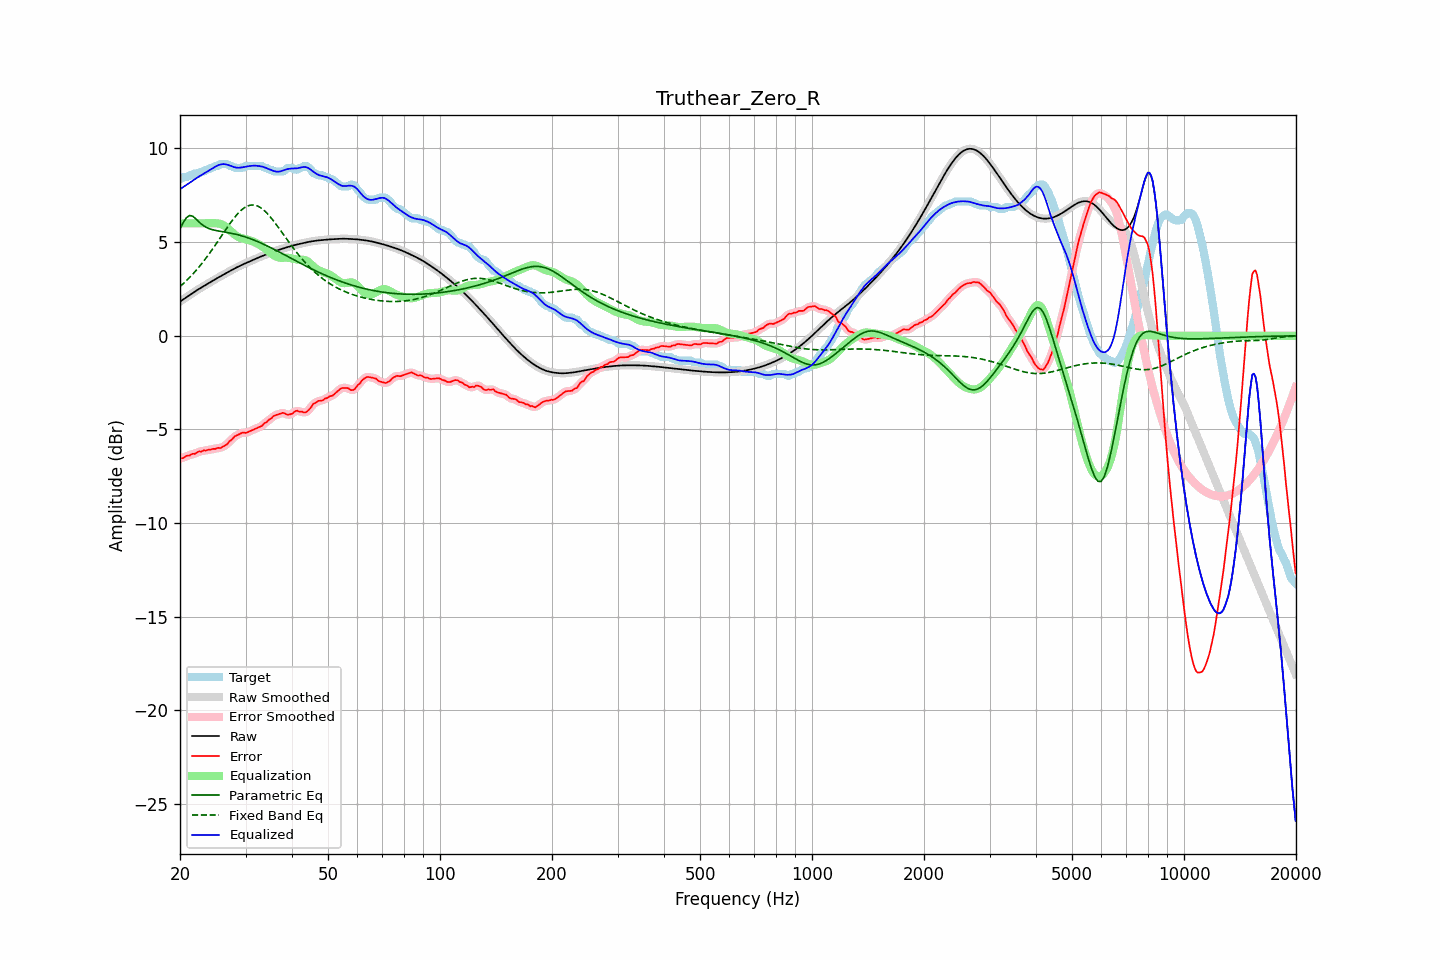 Truthear_Zero_R
Amplitude (dBr)
10
5
0
−5
−10
−15
−20
−25
Target
Raw Smoothed
Error Smoothed
Raw
Error
Equalization
Parametric Eq
Fixed Band Eq
Equalized
20 50 100 200 500 1000 2000 5000 10000 20000
Frequency (Hz)